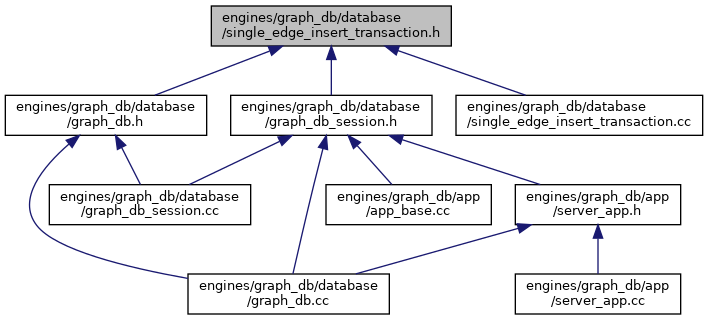 engines/graph_db/database
/single_edge_insert_transaction.h
engines/graph_db/database
/graph_db.h
engines/graph_db/database
/graph_db_session.h
engines/graph_db/database
/single_edge_insert_transaction.cc
engines/graph_db/database
/graph_db_session.cc
engines/graph_db/app
/app_base.cc
engines/graph_db/app
/server_app.h
engines/graph_db/database
/graph_db.cc
engines/graph_db/app
/server_app.cc